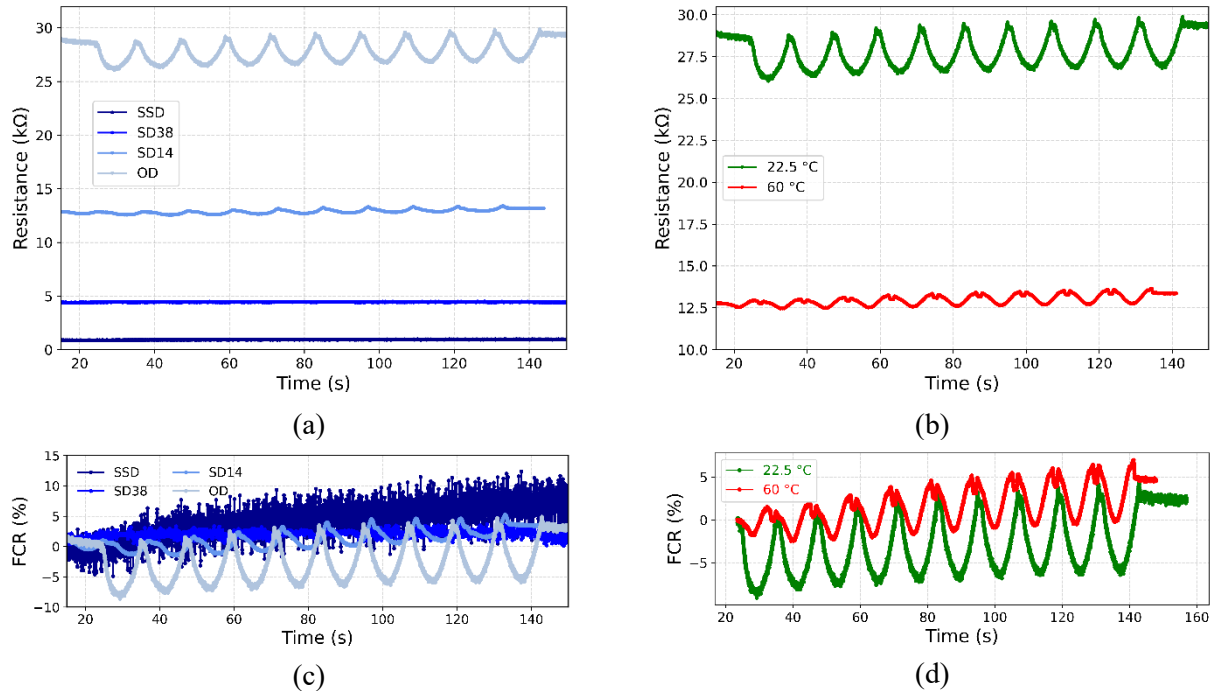 30
25
20
15
10
5
0
Resistance (kΩ)
SSD
SD38
SD14
OD
20 40 60 80 100 120 140
Time (s)
(a)
30.0
27.5
25.0
22.5
20.0
17.5
15.0
12.5
10.0
Resistance (kΩ)
22.5 °C
60 °C
20 40 60 80 100 120 140
Time (s)
(b)
15
10
5
0
−5
−10
FCR (%)
SSD SD14
SD38 OD
20 40 60 80 100 120 140
Time (s)
(c)
5
0
−5
FCR (%)
22.5 °C
60 °C
20 40 60 80 100 120 140 160
Time (s)
(d)